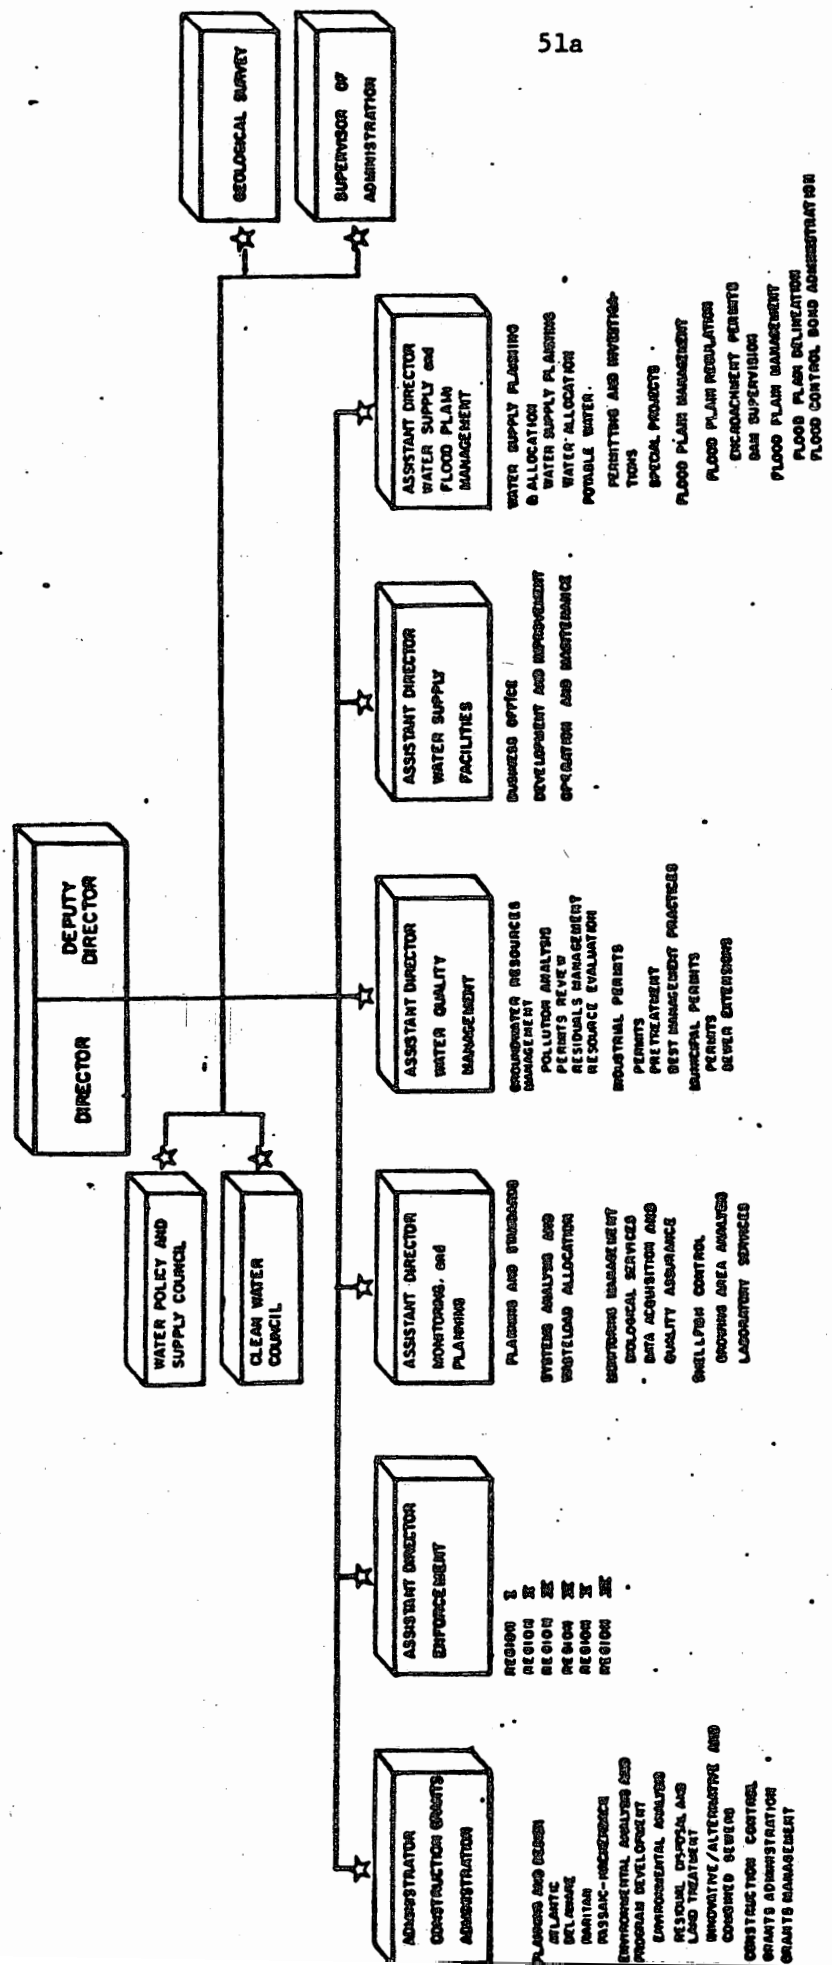 51a
DIRECTOR
DEPUTY
DIRECTOR
WATER POLICY AND
SUPPLY COUNCIL
CLEAN WATER
COUNCIL
GEOLOGICAL SURVEY
SUPERVISOR OF
ADMINISTRATION
ADMINISTRATOR
CONSTRUCTION GRANTS
ADMINISTRATION
PLANNING AND DESIGN
ATLANTIC
DELAWARE
RARITAN
PASSAIC-HACKENSACK
ENVIRONMENTAL ANALYSIS AND
PROGRAM DEVELOPMENT
ENVIRONMENTAL ANALYSIS
RESIDUAL DISPOSAL AND
LAND TREATMENT
INNOVATIVE/ALTERNATIVE AND
COMBINED SEWERS
CONSTRUCTION CONTROL
GRANTS ADMINISTRATION
GRANTS MANAGEMENT
ASSISTANT DIRECTOR
ENFORCEMENT
REGION I
REGION II
REGION III
REGION IV
REGION V
REGION VI
ASSISTANT DIRECTOR
MONITORING, and
PLANNING
PLANNING AND STANDARDS
SYSTEMS ANALYSIS AND
WASTELOAD ALLOCATION
MONITORING MANAGEMENT
BIOLOGICAL SERVICES
DATA ACQUISITION AND
QUALITY ASSURANCE
SHELLFISH CONTROL
GROWING AREA ANALYSIS
LABORATORY SERVICES
ASSISTANT DIRECTOR
WATER QUALITY
MANAGEMENT
GROUNDWATER RESOURCES
MANAGEMENT
POLLUTION ANALYSIS
PERMITS REVIEW
RESIDUALS MANAGEMENT
RESOURCE EVALUATION
INDUSTRIAL PERMITS
PERMITS
PRETREATMENT
BEST MANAGEMENT PRACTICES
MUNICIPAL PERMITS
PERMITS
SEWER EXTENSIONS
ASSISTANT DIRECTOR
WATER SUPPLY
FACILITIES
BUSINESS OFFICE
DEVELOPMENT AND IMPROVEMENT
OPERATION AND MAINTENANCE
ASSISTANT DIRECTOR
WATER SUPPLY and
FLOOD PLAIN
MANAGEMENT
WATER SUPPLY PLANNING
& ALLOCATION
WATER SUPPLY PLANNING
WATER ALLOCATION
POTABLE WATER
PERMITTING AND INVESTIGA-
TIONS
SPECIAL PROJECTS
FLOOD PLAIN MANAGEMENT
FLOOD PLAIN REGULATION
ENCROACHMENT PERMITS
DAM SUPERVISION
FLOOD PLAIN MANAGEMENT
FLOOD PLAIN DELINEATION
FLOOD CONTROL BOND ADMINISTRATION